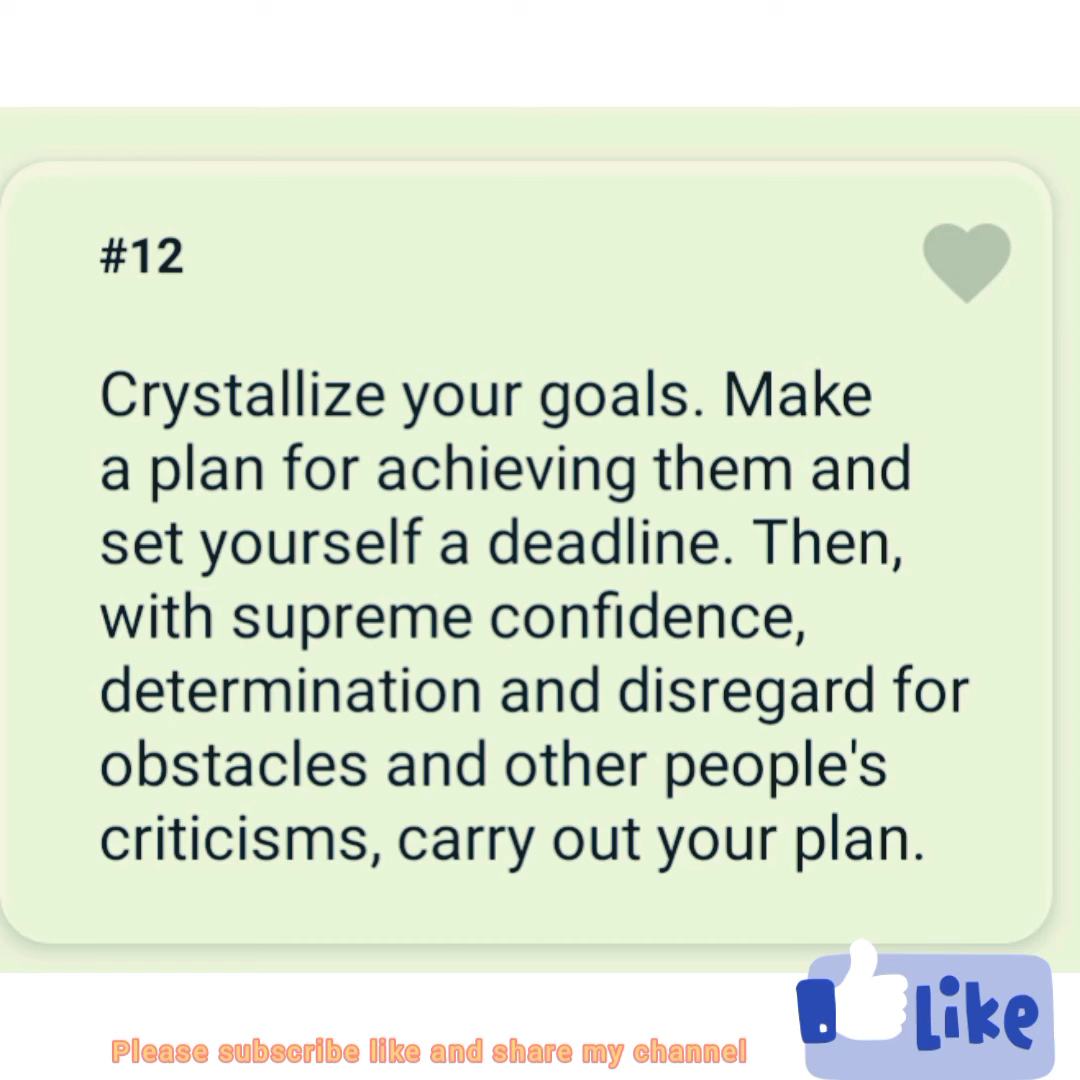 #12
Crystallize your goals. Make
a plan for achieving them and
set yourself a deadline. Then,
with supreme confidence,
determination and disregard for
obstacles and other people's
criticisms, carry out your plan.
Like
Please subscribe like and share my channel